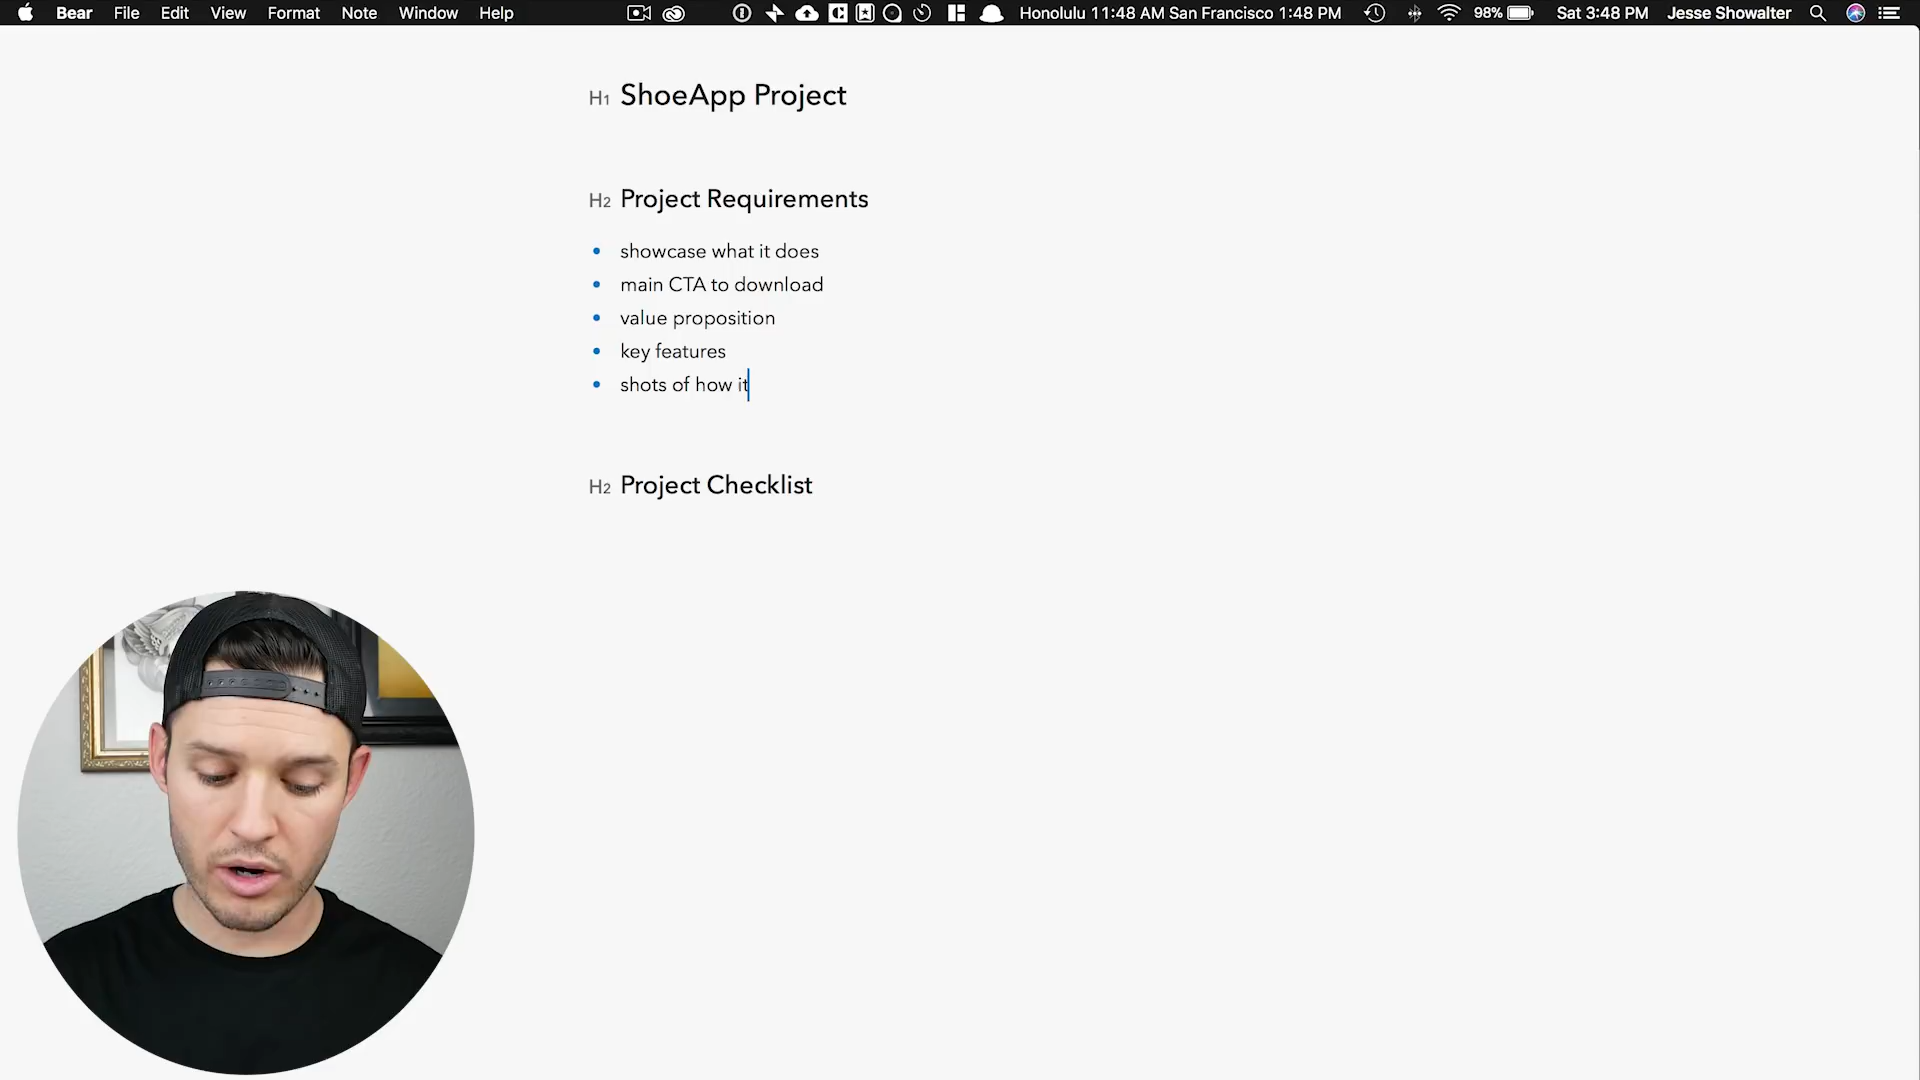 Bear File Edit View Format Note Window Help Honolulu 11:48 AM San Francisco 1:48 PM 98% Sat 3:48 PM Jesse Showalter
H1 ShoeApp Project
H2 Project Requirements
showcase what it does
main CTA to download
value proposition
key features
shots of how it
H2 Project Checklist